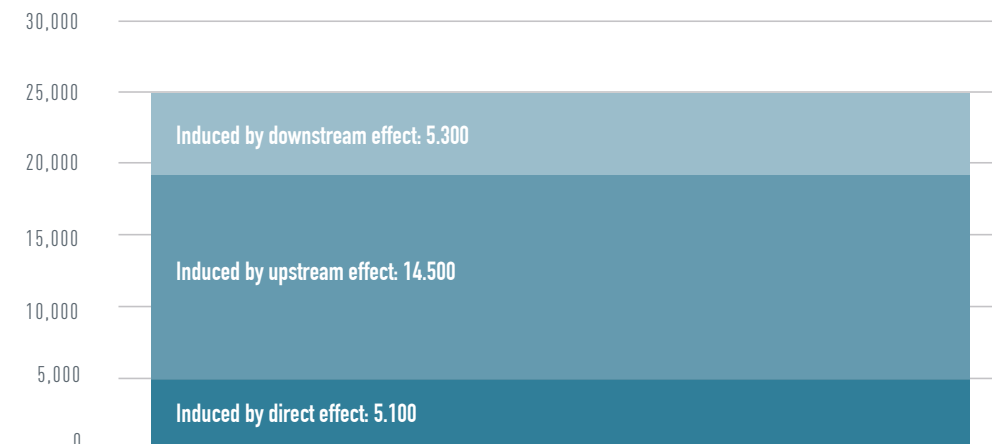 30,000
25,000
Induced by downstream effect: 5.300
20,000
15,000
Induced by upstream effect: 14.500
10,000
5,000
Induced by direct effect: 5.100
0